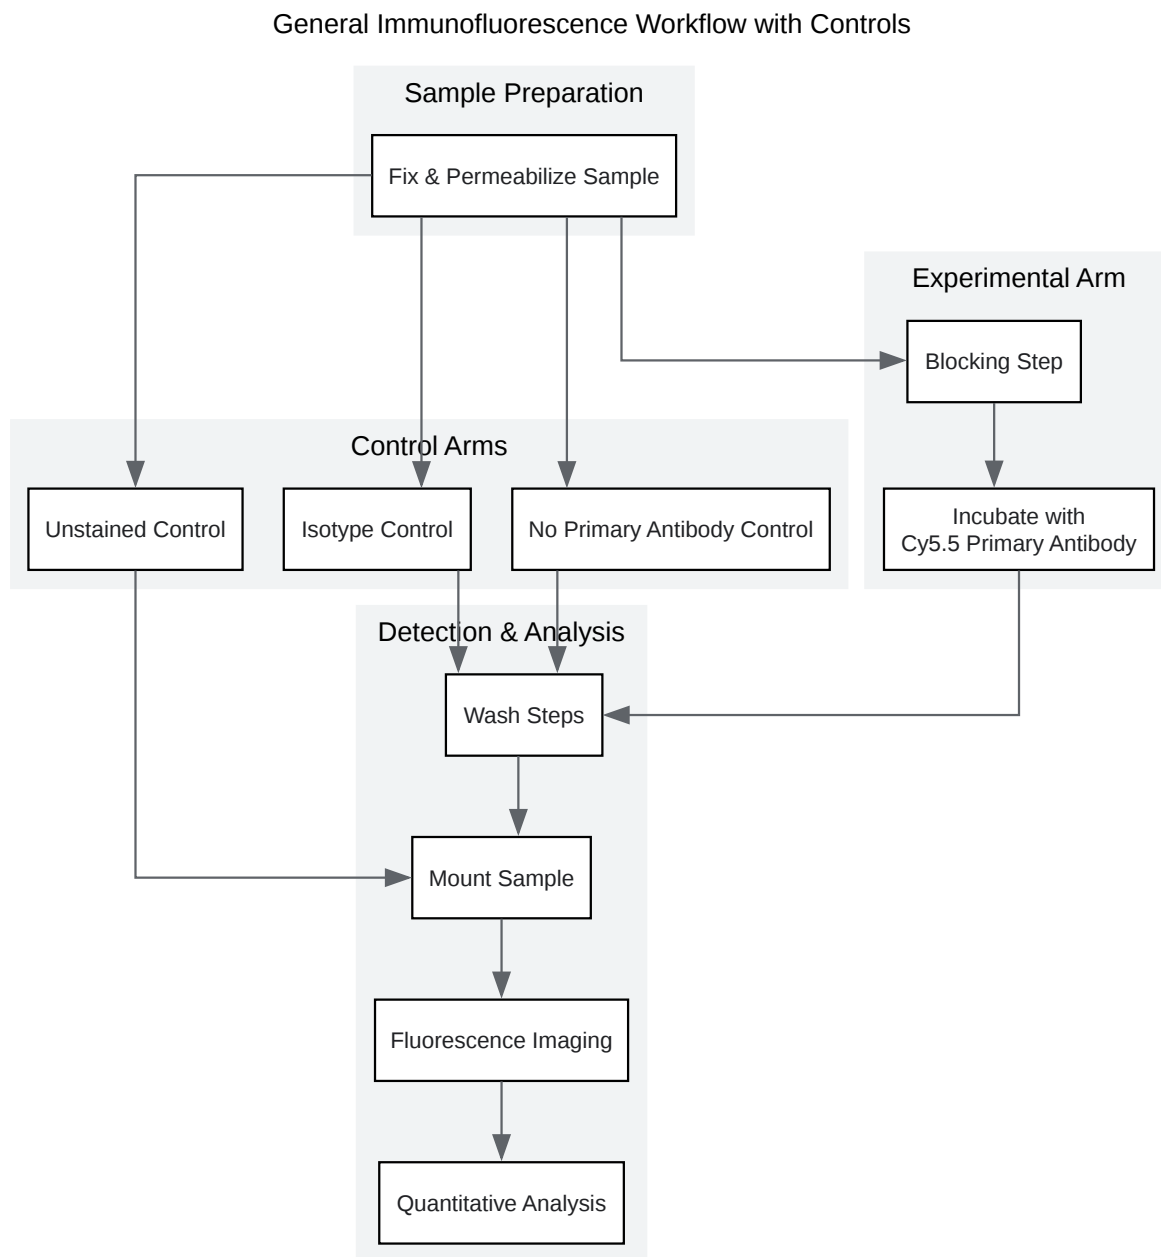 General Immunofluorescence Workflow with Controls
Sample Preparation
Fix & Permeabilize Sample
Experimental Arm
Blocking Step
Control Arms
Unstained Control
Isotype Control
No Primary Antibody Control
Incubate with
Cy5.5 Primary Antibody
Detection & Analysis
Wash Steps
Mount Sample
Fluorescence Imaging
Quantitative Analysis